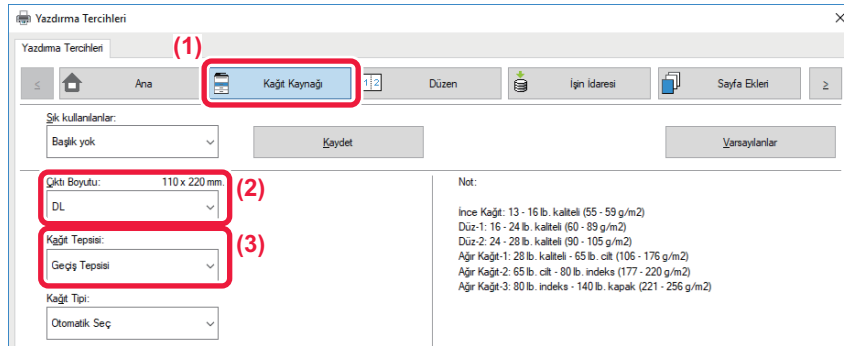 Yazdırma Tercihleri
Yazdırma Tercihleri
(1)
≤ Ana Kağıt Kaynağı 1 2 Düzen İşin İdaresi Sayfa Ekleri ≥
Sık kullanılanlar:
Başlık yok Kaydet Varsayılanlar
Çıktı Boyutu: 110 x 220 mm. (2)
DL
Kağıt Tepsisi: (3)
Geçiş Tepsisi
Kağıt Tipi:
Otomatik Seç
Not:
İnce Kağıt: 13 - 16 lb. kaliteli (55 - 59 g/m2)
Düz-1: 16 - 24 lb. kaliteli (60 - 89 g/m2)
Düz-2: 24 - 28 lb. kaliteli (90 - 105 g/m2)
Ağır Kağıt-1: 28 lb. kaliteli - 65 lb. cilt (106 - 176 g/m2)
Ağır Kağıt-2: 65 lb. cilt - 80 lb. indeks (177 - 220 g/m2)
Ağır Kağıt-3: 80 lb. indeks - 140 lb. kapak (221 - 256 g/m2)